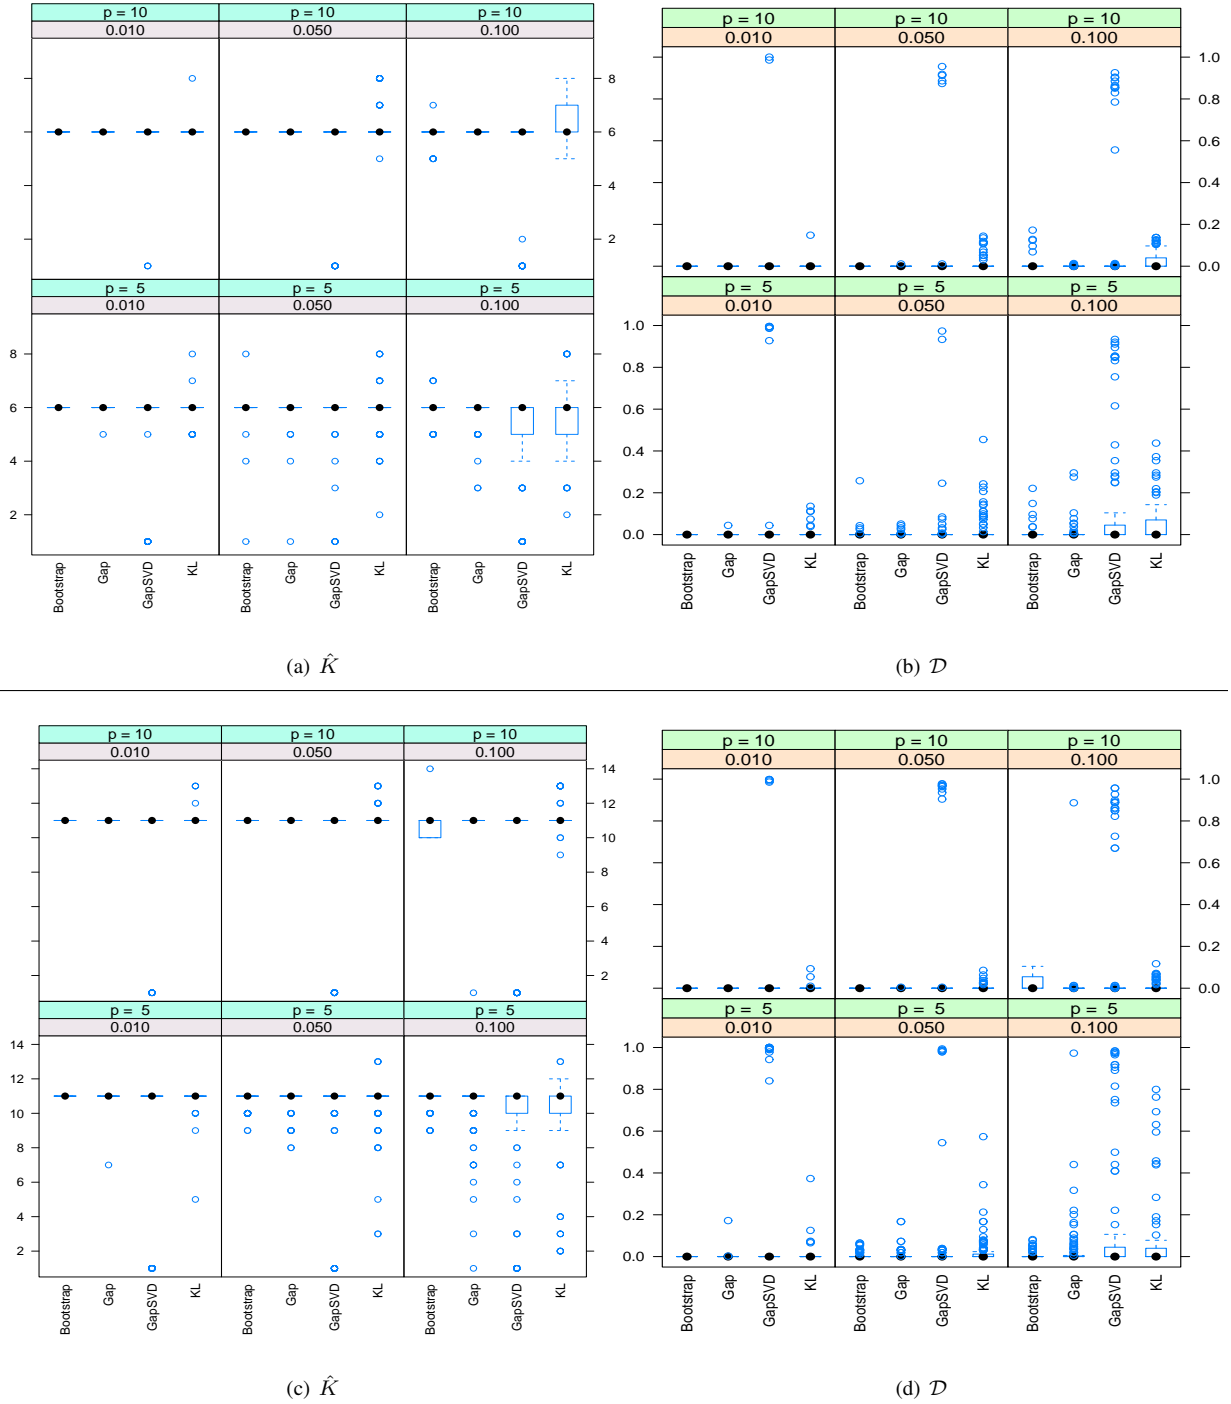 p = 10 p = 10 p = 10
0.010 0.050 0.100
8
6
4
2
p = 5 p = 5 p = 5
0.010 0.050 0.100
8
6
4
2
Bootstrap Gap GapSVD KL Bootstrap Gap GapSVD KL Bootstrap Gap GapSVD KL
(a) K̂
p = 10 p = 10 p = 10
0.010 0.050 0.100
1.0
0.8
0.6
0.4
0.2
0.0
p = 5 p = 5 p = 5
0.010 0.050 0.100
1.0
0.8
0.6
0.4
0.2
0.0
Bootstrap Gap GapSVD KL Bootstrap Gap GapSVD KL Bootstrap Gap GapSVD KL
(b) 𝒟
p = 10 p = 10 p = 10
0.010 0.050 0.100
14
12
10
8
6
4
2
p = 5 p = 5 p = 5
0.010 0.050 0.100
14
12
10
8
6
4
2
Bootstrap Gap GapSVD KL Bootstrap Gap GapSVD KL Bootstrap Gap GapSVD KL
(c) K̂
p = 10 p = 10 p = 10
0.010 0.050 0.100
1.0
0.8
0.6
0.4
0.2
0.0
p = 5 p = 5 p = 5
0.010 0.050 0.100
1.0
0.8
0.6
0.4
0.2
0.0
Bootstrap Gap GapSVD KL Bootstrap Gap GapSVD KL Bootstrap Gap GapSVD KL
(d) 𝒟